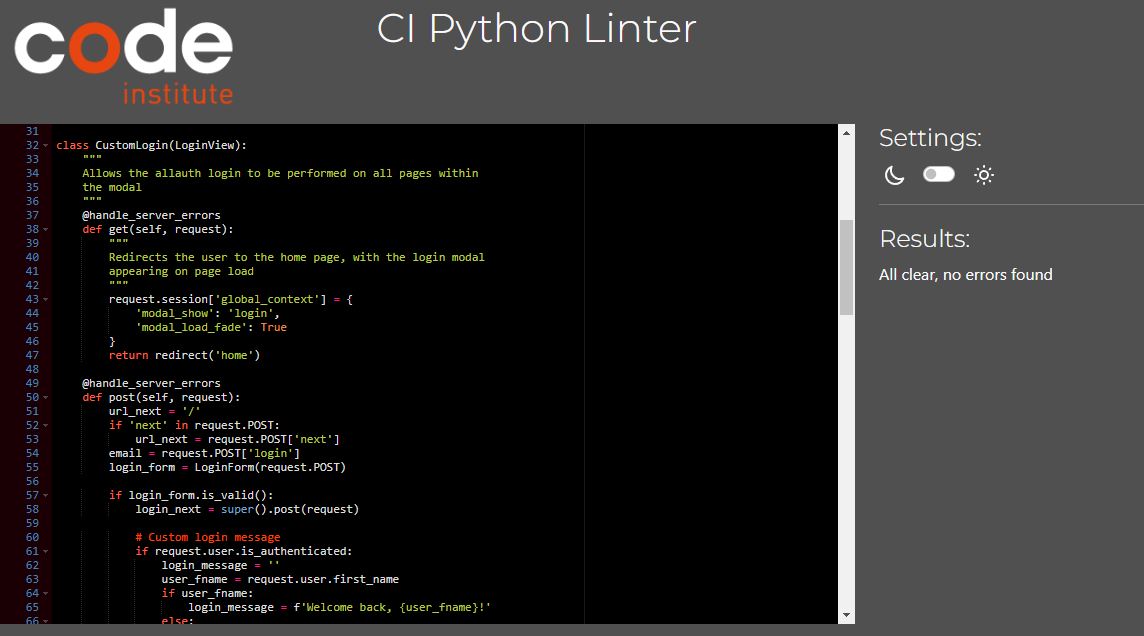 code
institute
CI Python Linter
31
32 class CustomLogin(LoginView):
33     """
34     Allows the allauth login to be performed on all pages within
35     the modal
36     """
37     @handle_server_errors
38     def get(self, request):
39         """
40         Redirects the user to the home page, with the login modal
41         appearing on page load
42         """
43         request.session['global_context'] = {
44             'modal_show': 'login',
45             'modal_load_fade': True
46         }
47         return redirect('home')
48
49     @handle_server_errors
50     def post(self, request):
51         url_next = '/'
52         if 'next' in request.POST:
53             url_next = request.POST['next']
54         email = request.POST['login']
55         login_form = LoginForm(request.POST)
56
57         if login_form.is_valid():
58             login_next = super().post(request)
59
60             # Custom login message
61             if request.user.is_authenticated:
62                 login_message = ''
63                 user_fname = request.user.first_name
64                 if user_fname:
65                     login_message = f'Welcome back, {user_fname}!'
66                 else:
Settings:
Results:
All clear, no errors found